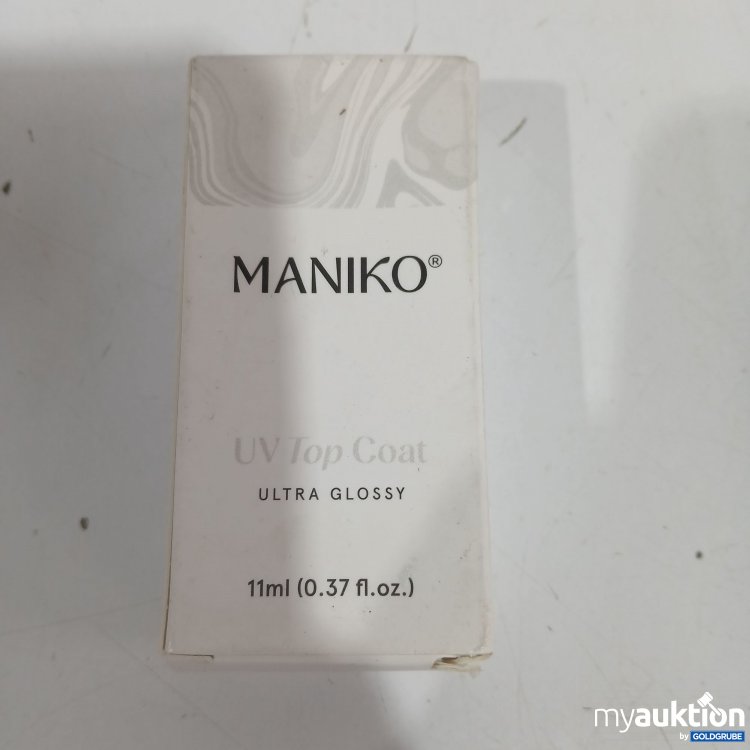 MANIKO®
UV Top Coat
ULTRA GLOSSY
11ml (0.37 fl.oz.)
myauktion
by GOLDGRUBE